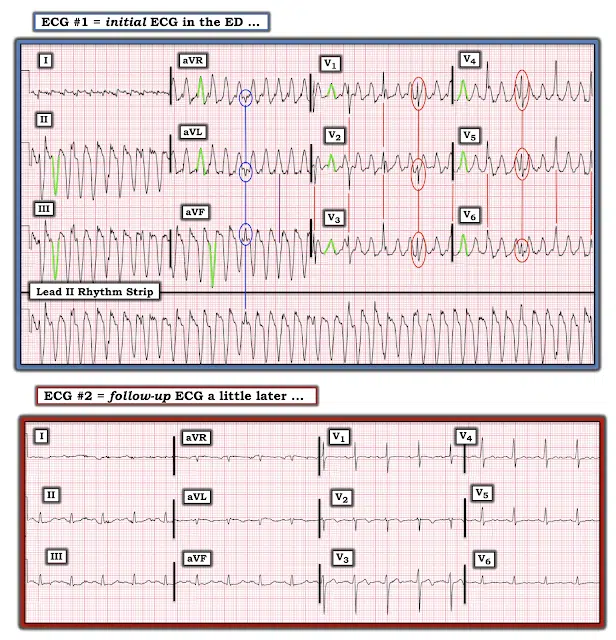 ECG #1 = initial ECG in the ED ...
I
aVR
V1
V4
II
aVL
V2
V5
III
aVF
V3
V6
Lead II Rhythm Strip
ECG #2 = follow-up ECG a little later ...
I
aVR
V1
V4
II
aVL
V2
V5
III
aVF
V3
V6